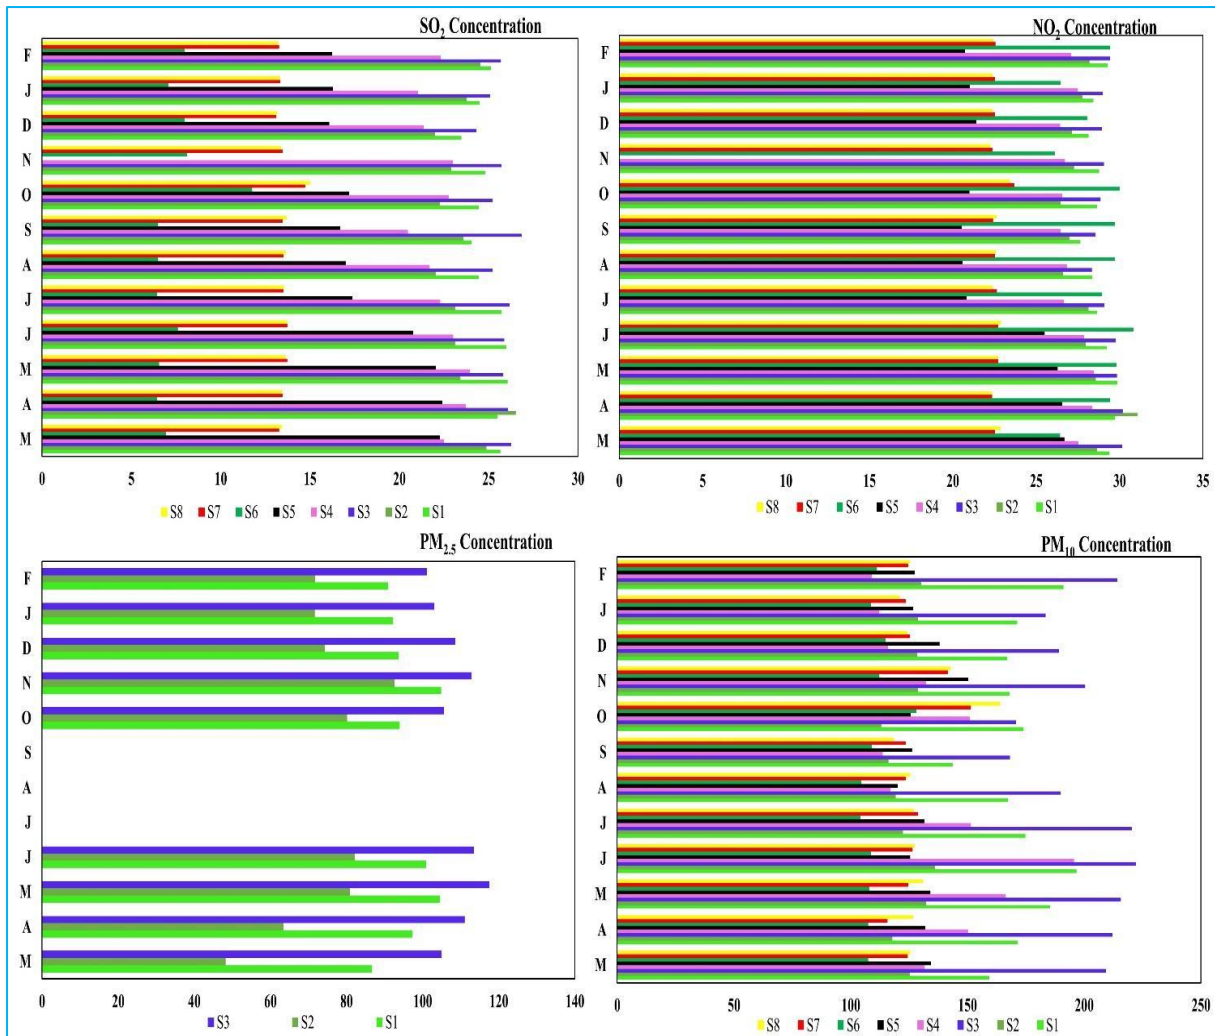 SO2 Concentration
F
J
D
N
O
S
A
J
J
M
A
M
0 5 10 15 20 25 30
S8 S7 S6 S5 S4 S3 S2 S1
NO2 Concentration
F
J
D
N
O
S
A
J
J
M
A
M
0 5 10 15 20 25 30 35
S8 S7 S6 S5 S4 S3 S2 S1
PM2.5 Concentration
F
J
D
N
O
S
A
J
J
M
A
M
0 20 40 60 80 100 120 140
S3 S2 S1
PM10 Concentration
F
J
D
N
O
S
A
J
J
M
A
M
0 50 100 150 200 250
S8 S7 S6 S5 S4 S3 S2 S1